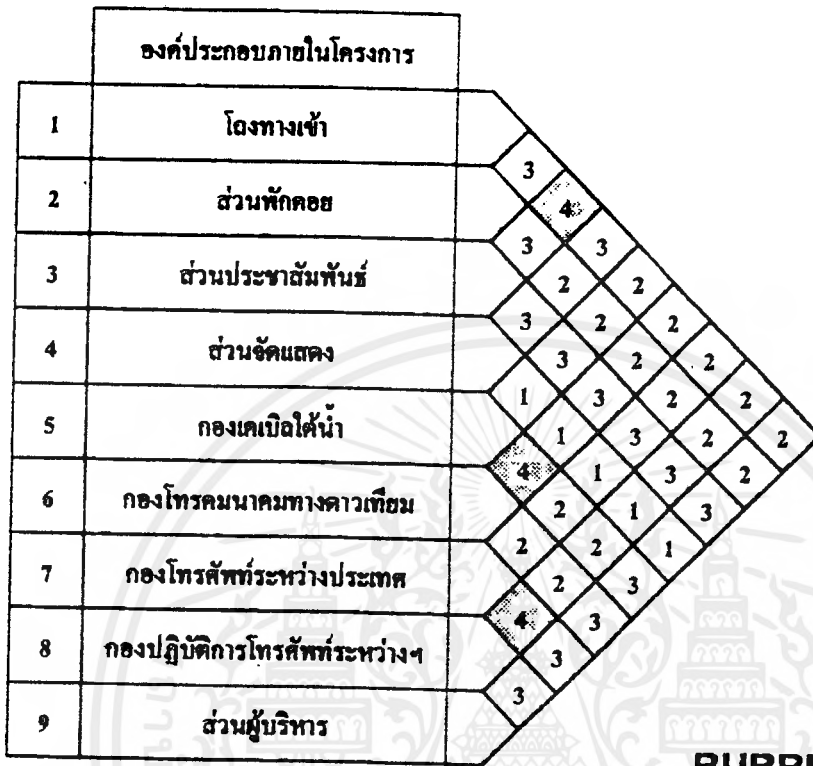 องค์ประกอบภายในโครงการ
1 โถงทางเข้า
3
2 ส่วนพักคอย 4
3 3
3 ส่วนประชาสัมพันธ์ 2 2
3 2 2
4 ส่วนจัดแสดง 3 2 2
1 3 2 2
5 กองเคเบิลใต้น้ำ 1 3 2 2
4 1 3 2
6 กองโทรคมนาคมทางดาวเทียม 2 1 3
2 2 1
7 กองโทรศัพท์ระหว่างประเทศ 2 3
4 3
8 กองปฏิบัติการโทรศัพท์ระหว่างฯ 3
3
9 ส่วนผู้บริหาร